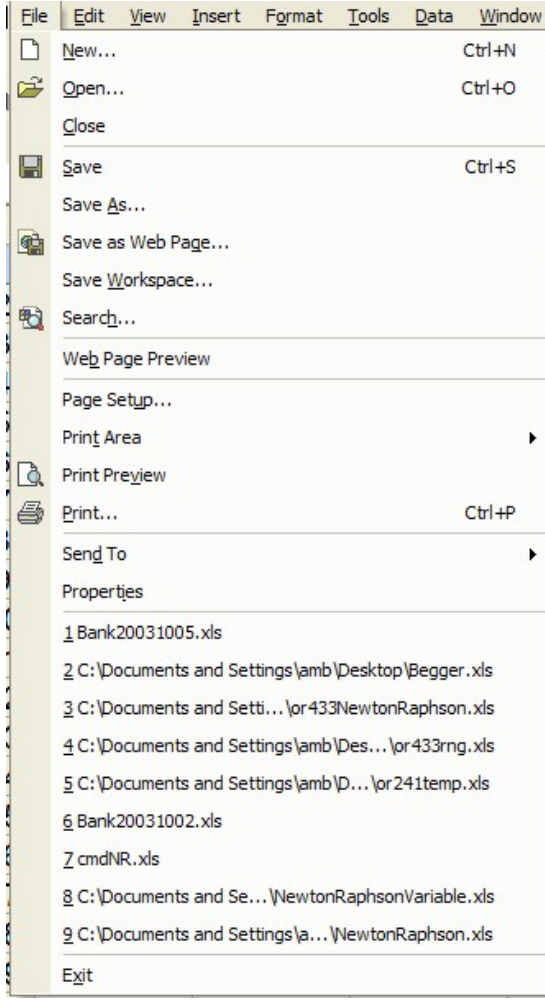 File Edit View Insert Format Tools Data Window
New... Ctrl+N
Open... Ctrl+O
Close
Save Ctrl+S
Save As...
Save as Web Page...
Save Workspace...
Search...
Web Page Preview
Page Setup...
Print Area
Print Preview
Print... Ctrl+P
Send To
Properties
1 Bank20031005.xls
2 C:\Documents and Settings\amb\Desktop\Begger.xls
3 C:\Documents and Setti...\or433NewtonRaphson.xls
4 C:\Documents and Settings\amb\Des...\or433rng.xls
5 C:\Documents and Settings\amb\D...\or241temp.xls
6 Bank20031002.xls
7 cmdNR.xls
8 C:\Documents and Se...\NewtonRaphsonVariable.xls
9 C:\Documents and Settings\a...\NewtonRaphson.xls
Exit